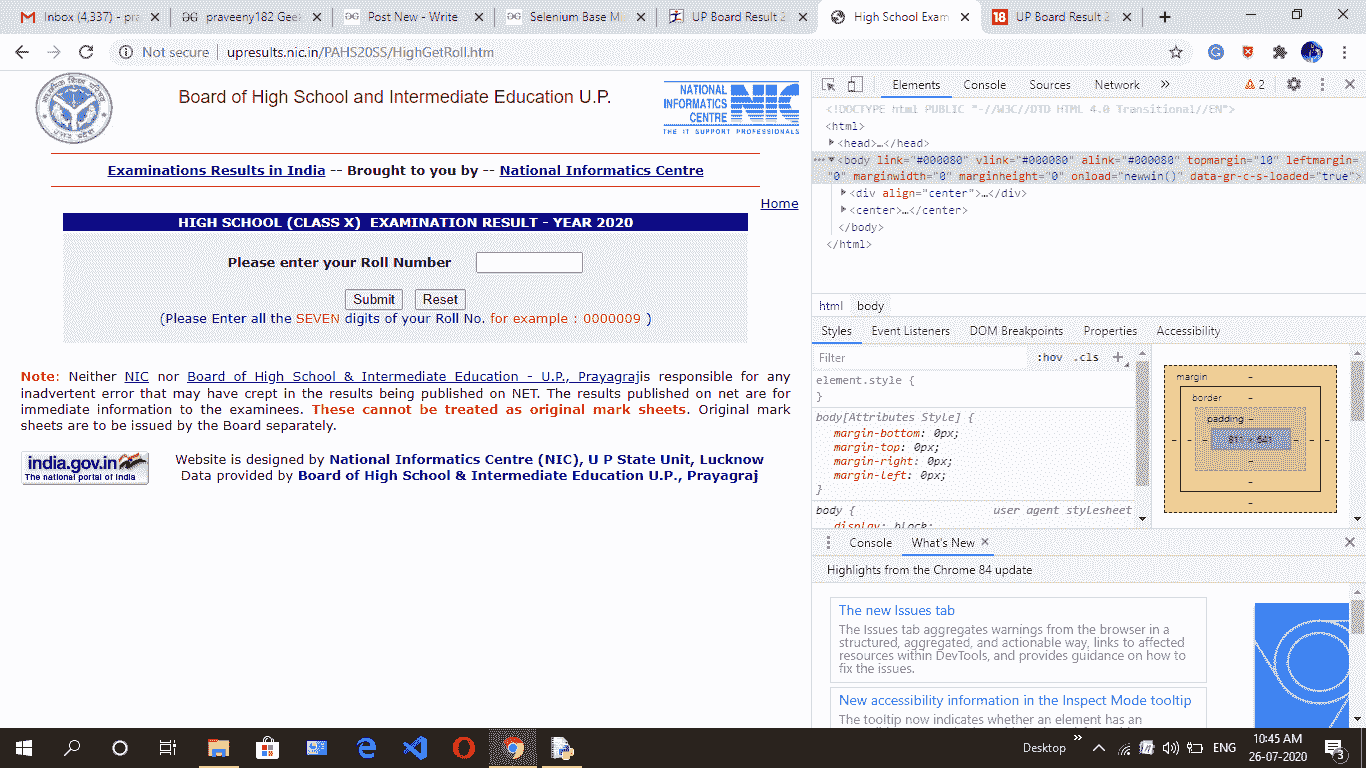 Inbox (4,337) - pra
praveeny182 Geek
Post New - Write
Selenium Base M
UP Board Result 2
High School Exam
UP Board Result 2
Not secure
upresults.nic.in/PAHS20SS/HighGetRoll.htm
Board of High School and Intermediate Education U.P.
NATIONAL
INFORMATICS
CENTRE
NIC
THE IT SUPPORT PROFESSIONALS
Examinations Results in India -- Brought to you by -- National Informatics Centre
Home
HIGH SCHOOL (CLASS X) EXAMINATION RESULT - YEAR 2020
Please enter your Roll Number
Submit Reset
(Please Enter all the SEVEN digits of your Roll No. for example : 0000009 )
Note: Neither NIC nor Board of High School & Intermediate Education - U.P., Prayagrajis responsible for any
inadvertent error that may have crept in the results being published on NET. The results published on net are for
immediate information to the examinees. These cannot be treated as original mark sheets. Original mark
sheets are to be issued by the Board separately.
india.gov.in
The national portal of India
Website is designed by National Informatics Centre (NIC), U P State Unit, Lucknow
Data provided by Board of High School & Intermediate Education U.P., Prayagraj
Elements Console Sources Network » 2
<!DOCTYPE html PUBLIC "-//W3C//DTD HTML 4.0 Transitional//EN">
<html>
<head>…</head>
<body link="#000080" vlink="#000080" alink="#000080" topmargin="10" leftmargin=
"0" marginwidth="0" marginheight="0" onload="newwin()" data-gr-c-s-loaded="true">
<div align="center">…</div>
<center>…</center>
</body>
</html>
html body
Styles Event Listeners DOM Breakpoints Properties Accessibility
Filter :hov .cls +
element.style {
}
body[Attributes Style] {
margin-bottom: 0px;
margin-top: 0px;
margin-right: 0px;
margin-left: 0px;
}
body { user agent stylesheet
display: block;
margin -
border -
padding -
811 × 641
Console What's New
Highlights from the Chrome 84 update
The new Issues tab
The Issues tab aggregates warnings from the browser in a
structured, aggregated, and actionable way, links to affected
resources within DevTools, and provides guidance on how to
fix the issues.
New accessibility information in the Inspect Mode tooltip
The tooltip now indicates whether an element has an
Desktop » ENG
10:45 AM
26-07-2020
3